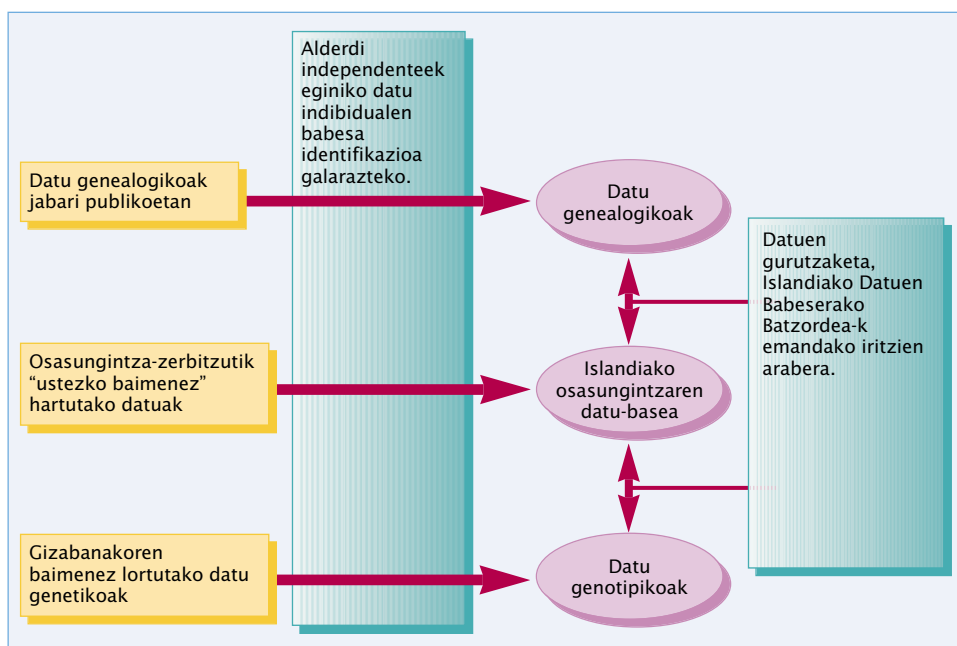 Alderdi
independenteek
eginiko datu
indibidualen
babesa
identifikazioa
galarazteko.
Datu genealogikoak
jabari publikoetan
Datu
genealogikoak
Datuen
gurutzaketa,
Islandiako Datuen
Babeserako
Batzordea-k
emandako iritzien
arabera.
Osasungintza-zerbitzutik
“ustezko baimenez”
hartutako datuak
Islandiako
osasungintzaren
datu-basea
Gizabanakoren
baimenez lortutako datu
genetikoak
Datu
genotipikoak